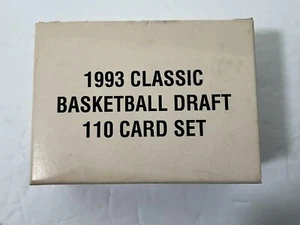 1993 CLASSIC
BASKETBALL DRAFT
110 CARD SET